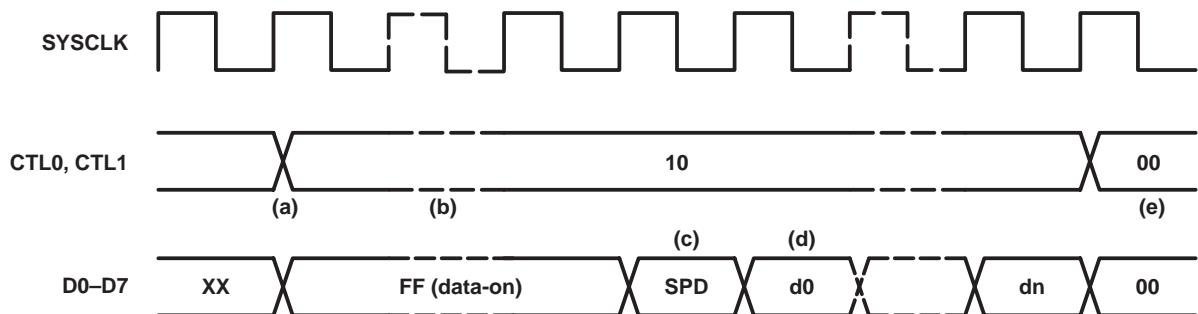 SYSCLK
CTL0, CTL1
10
00
(a)
(b)
(e)
(c)
(d)
D0–D7
XX
FF (data-on)
SPD
d0
dn
00